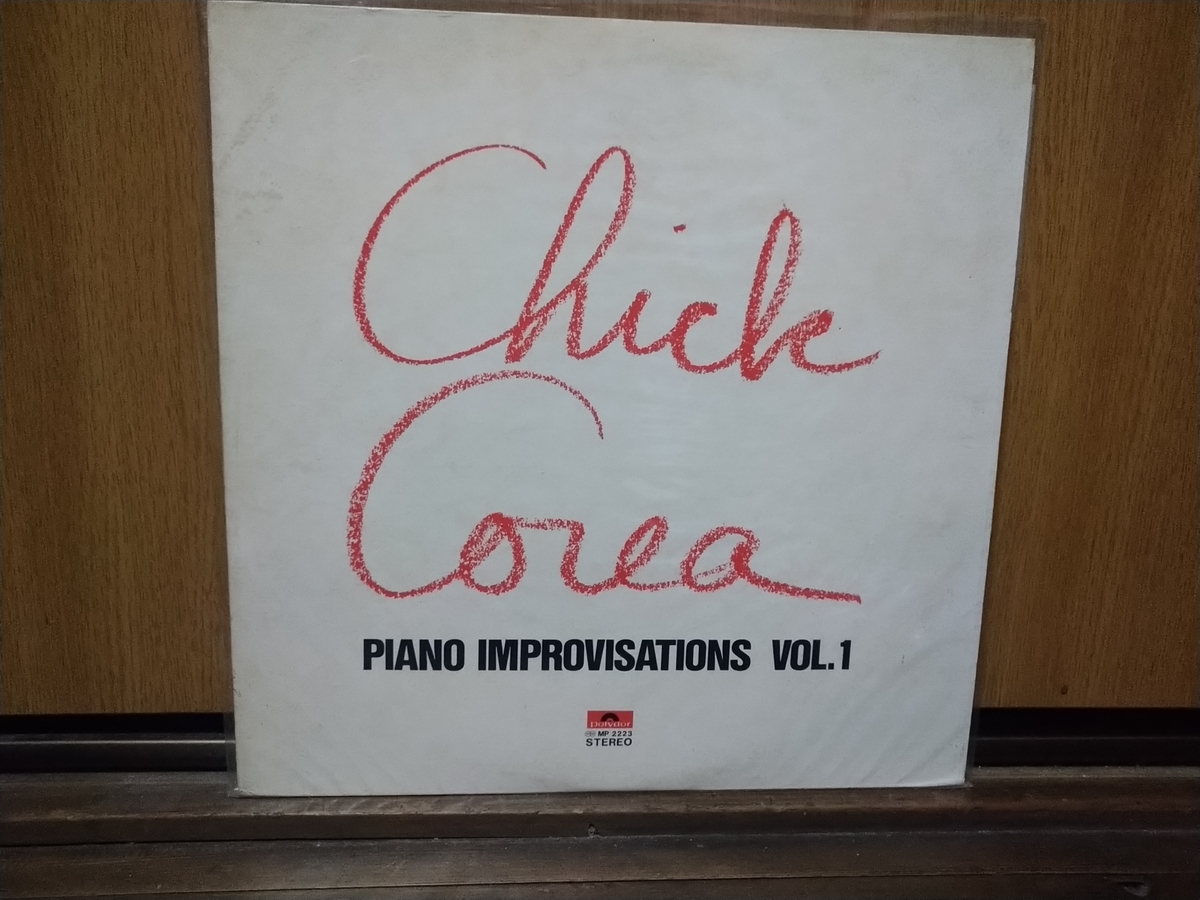 Chick
Corea
PIANO IMPROVISATIONS VOL.1
Polydor
MP 2223
STEREO